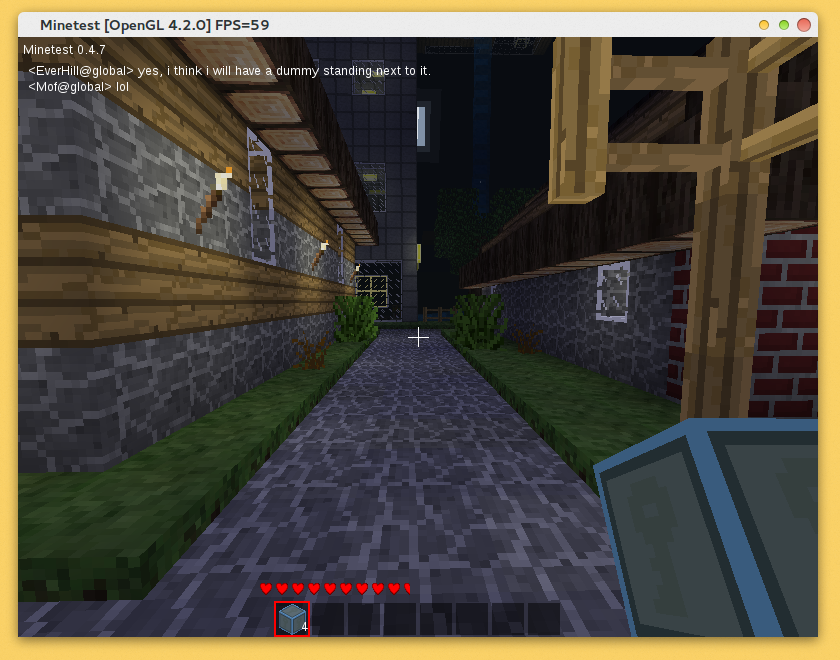 Minetest [OpenGL 4.2.0] FPS=59
Minetest 0.4.7
<EverHill@global> yes, i think i will have a dummy standing next to it.
<Mof@global> lol
4